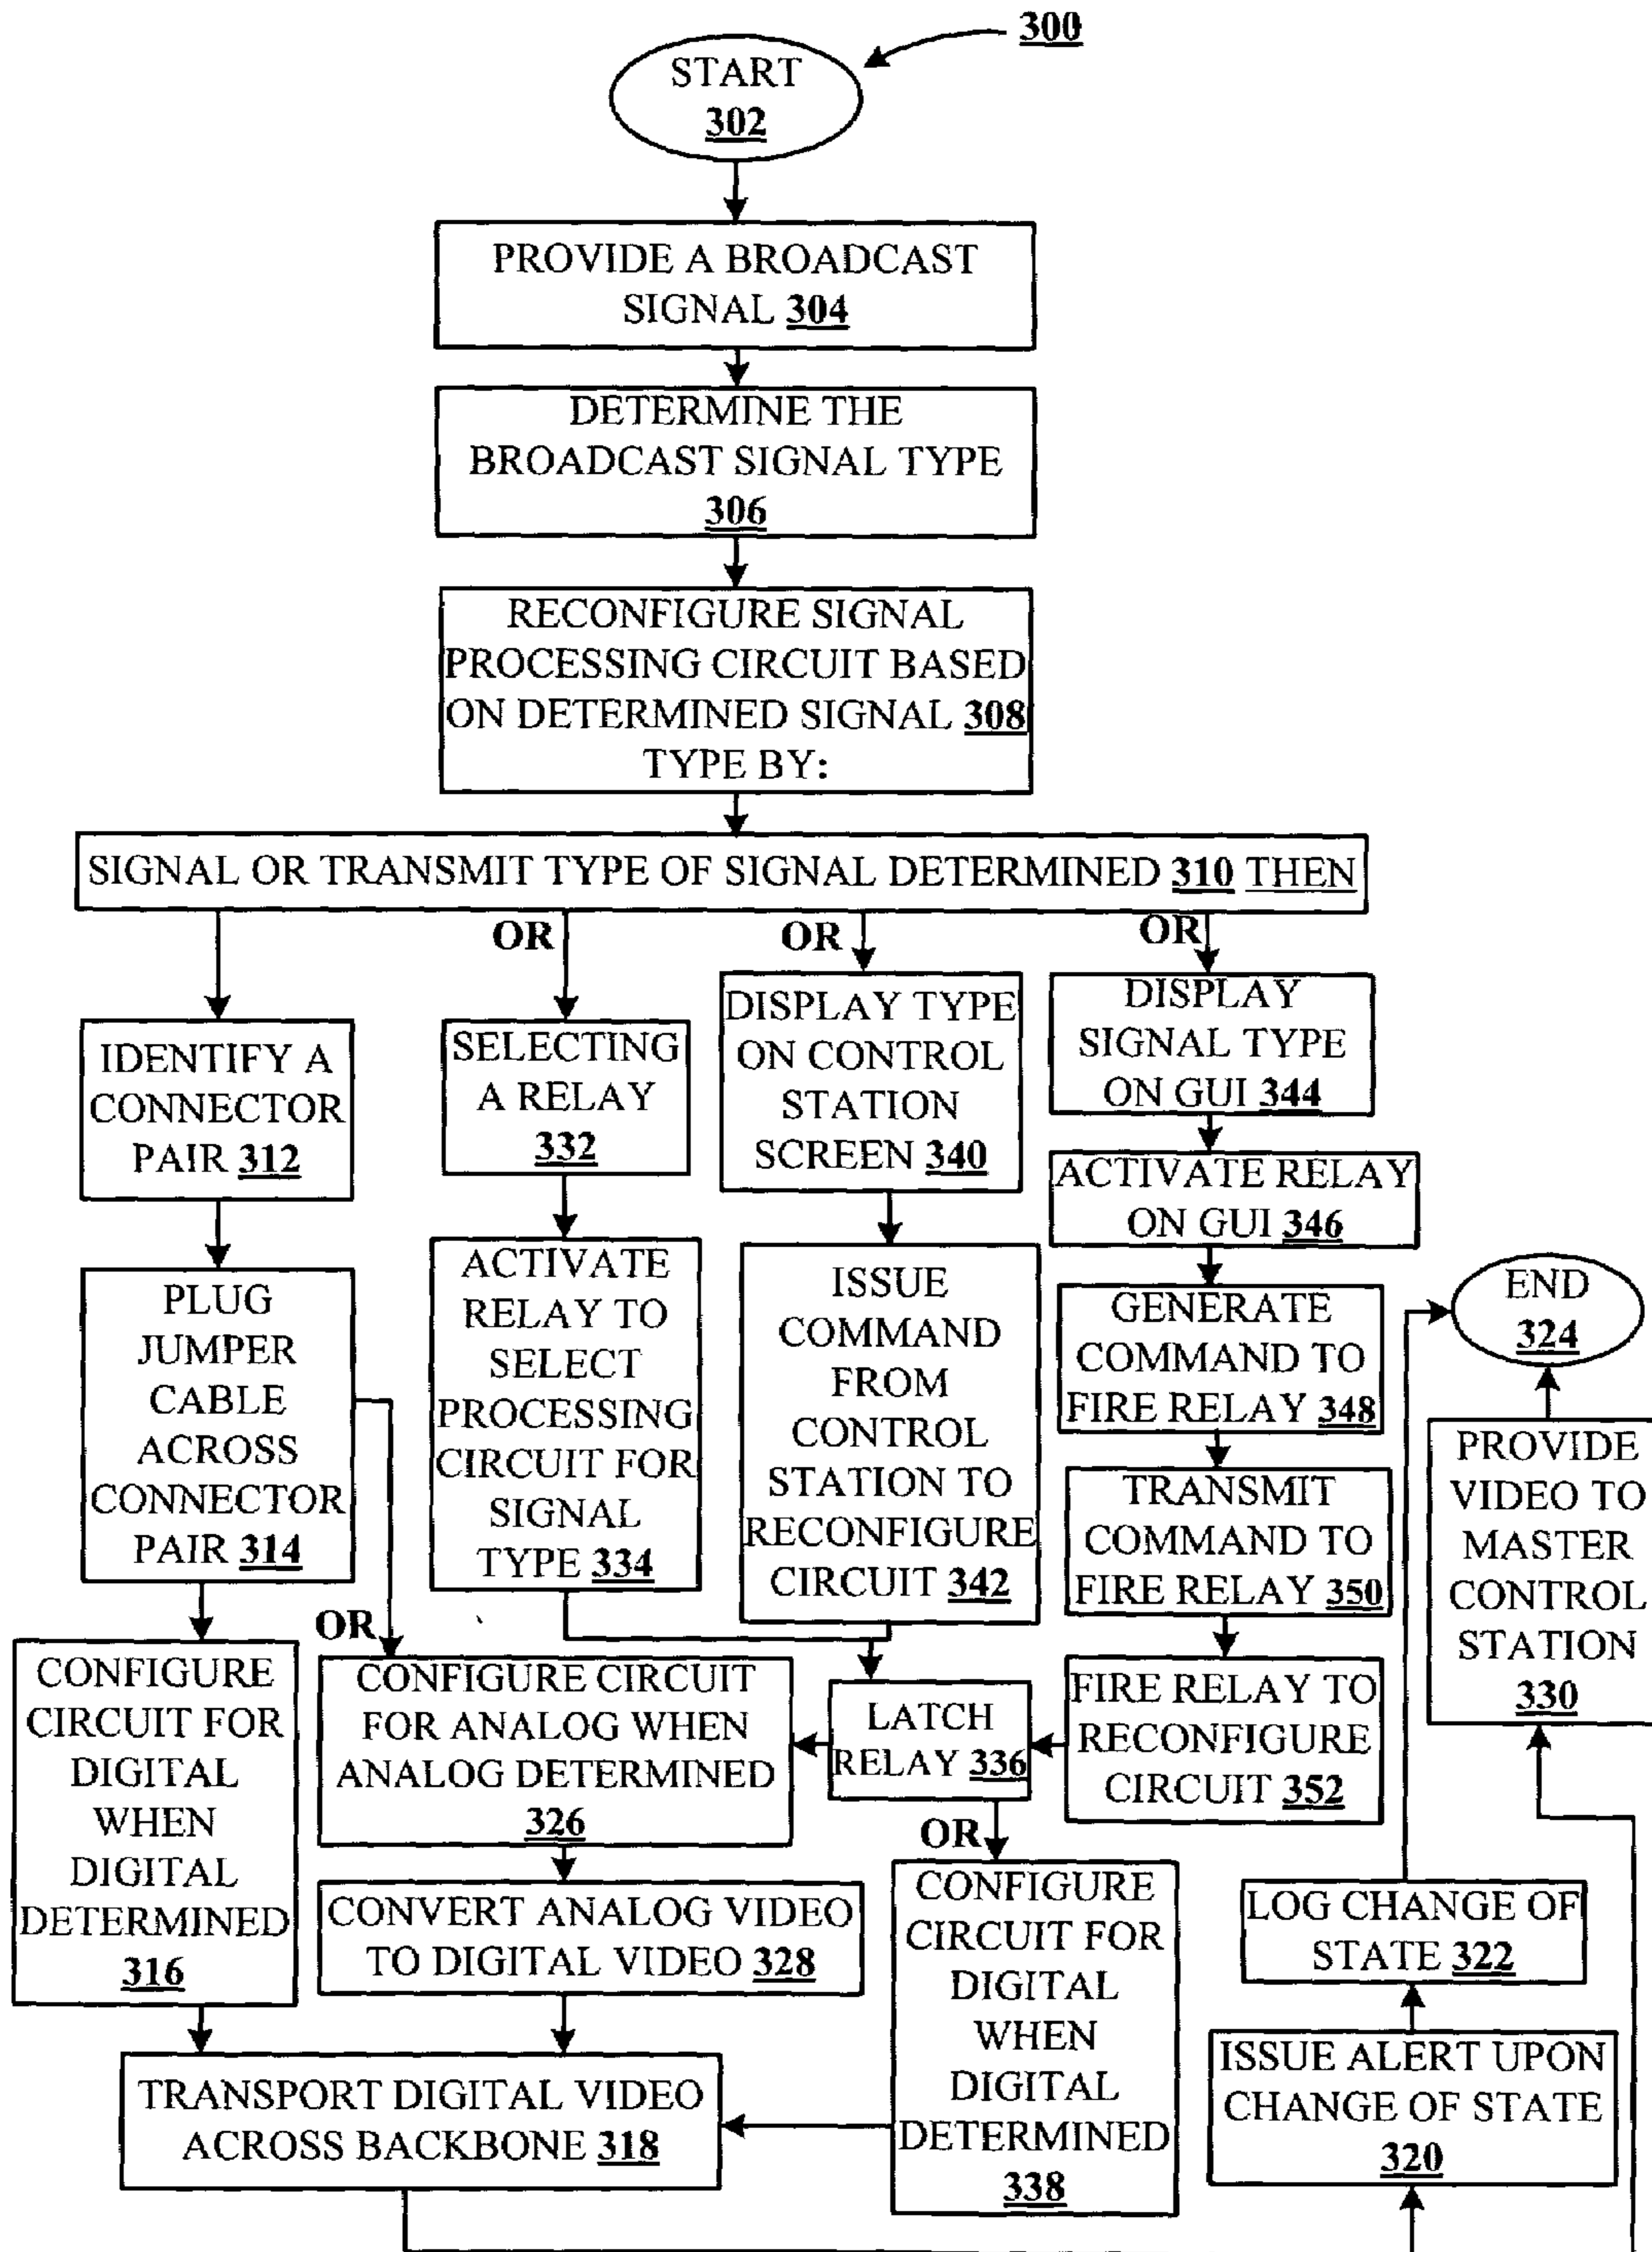 300
START
302
PROVIDE A BROADCAST
SIGNAL 304
DETERMINE THE
BROADCAST SIGNAL TYPE
306
RECONFIGURE SIGNAL
PROCESSING CIRCUIT BASED
ON DETERMINED SIGNAL 308
TYPE BY:
SIGNAL OR TRANSMIT TYPE OF SIGNAL DETERMINED 310 THEN
OR
OR
OR
IDENTIFY A
CONNECTOR
PAIR 312
SELECTING
A RELAY
332
DISPLAY TYPE
ON CONTROL
STATION
SCREEN 340
DISPLAY
SIGNAL TYPE
ON GUI 344
ACTIVATE RELAY
ON GUI 346
PLUG
JUMPER
CABLE
ACROSS
CONNECTOR
PAIR 314
ACTIVATE
RELAY TO
SELECT
PROCESSING
CIRCUIT FOR
SIGNAL
TYPE 334
ISSUE
COMMAND
FROM
CONTROL
STATION TO
RECONFIGURE
CIRCUIT 342
GENERATE
COMMAND TO
FIRE RELAY 348
TRANSMIT
COMMAND TO
FIRE RELAY 350
END
324
PROVIDE
VIDEO TO
MASTER
CONTROL
STATION
330
OR
CONFIGURE
CIRCUIT FOR
DIGITAL
WHEN
DIGITAL
DETERMINED
316
CONFIGURE CIRCUIT
FOR ANALOG WHEN
ANALOG DETERMINED
326
LATCH
RELAY 336
FIRE RELAY TO
RECONFIGURE
CIRCUIT 352
OR
CONVERT ANALOG VIDEO
TO DIGITAL VIDEO 328
CONFIGURE
CIRCUIT FOR
DIGITAL
WHEN
DIGITAL
DETERMINED
338
LOG CHANGE OF
STATE 322
ISSUE ALERT UPON
CHANGE OF STATE
320
TRANSPORT DIGITAL VIDEO
ACROSS BACKBONE 318